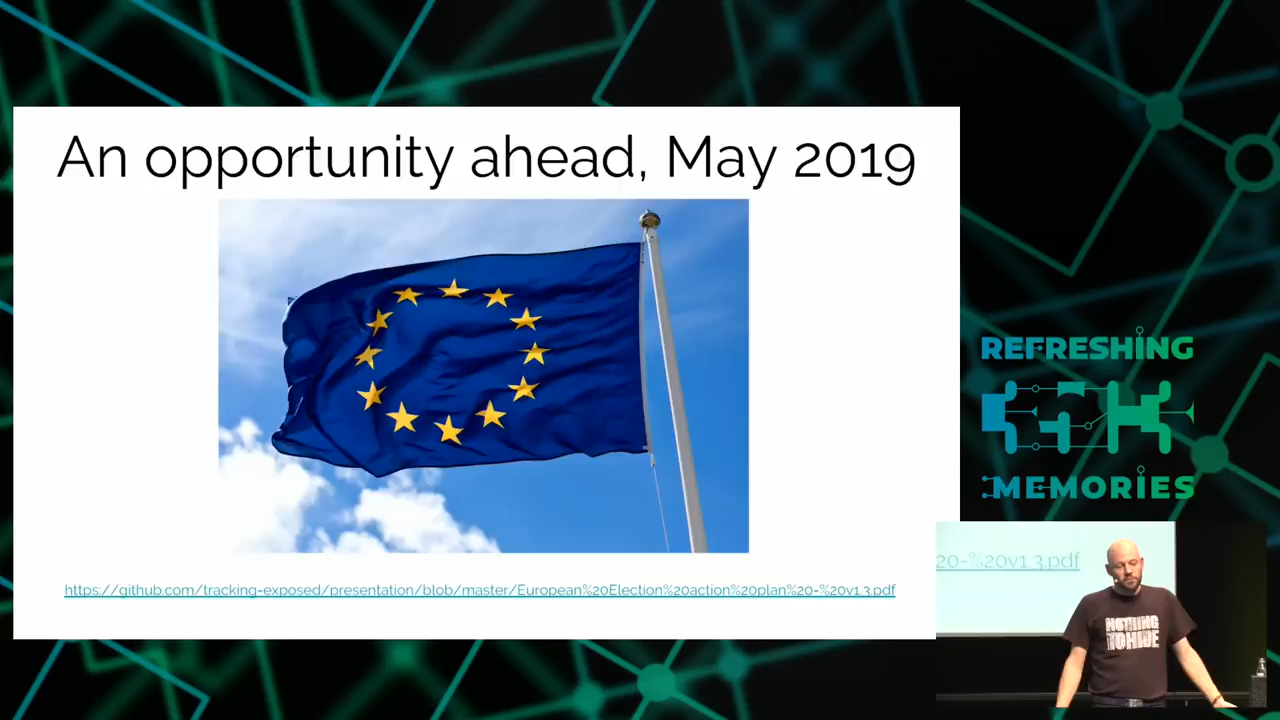 An opportunity ahead, May 2019
https://github.com/tracking-exposed/presentation/blob/master/European%20Election%20action%20plan%20-%20v1.3.pdf
REFRESHING
MEMORIES
20-%20v1.3.pdf
NOTHING
TO HIDE